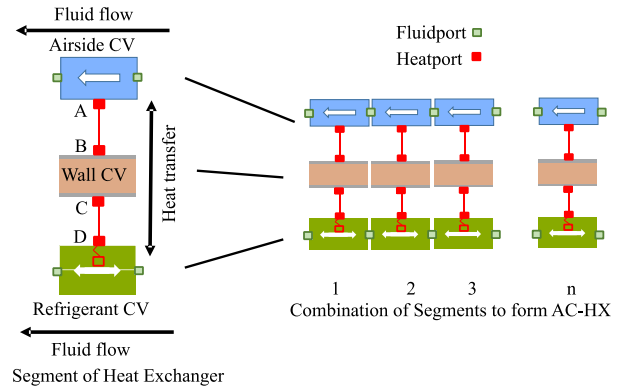 Fluid flow
Airside CV
A
B
Wall CV
C
D
Refrigerant CV
Fluid flow
Segment of Heat Exchanger
Heat transfer
Fluidport
Heatport
1 2 3 n
Combination of Segments to form AC-HX